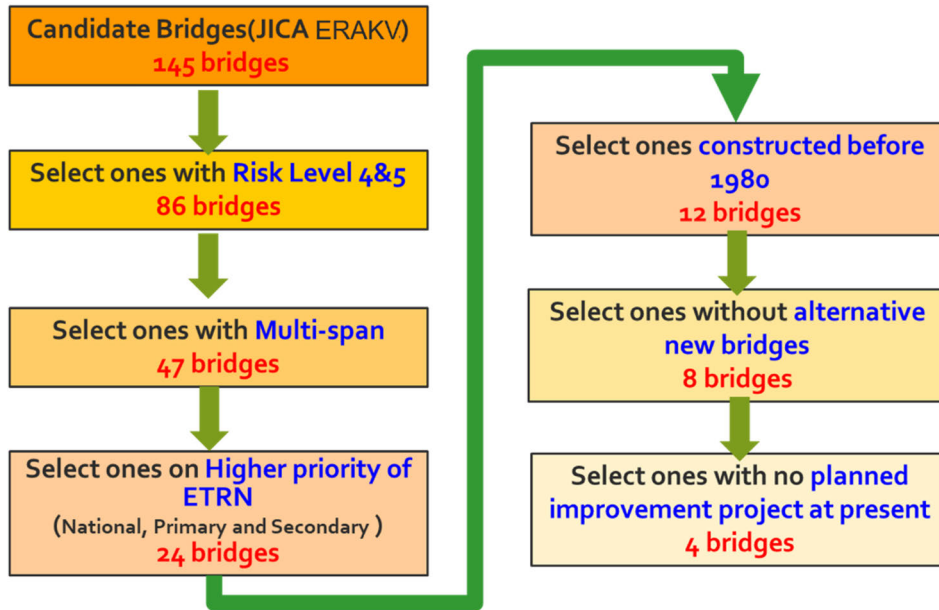 Candidate Bridges(JICA ERAKV)
145 bridges
Select ones with Risk Level 4&5
86 bridges
Select ones with Multi-span
47 bridges
Select ones on Higher priority of
ETRN
(National, Primary and Secondary )
24 bridges
Select ones constructed before
1980
12 bridges
Select ones without alternative
new bridges
8 bridges
Select ones with no planned
improvement project at present
4 bridges